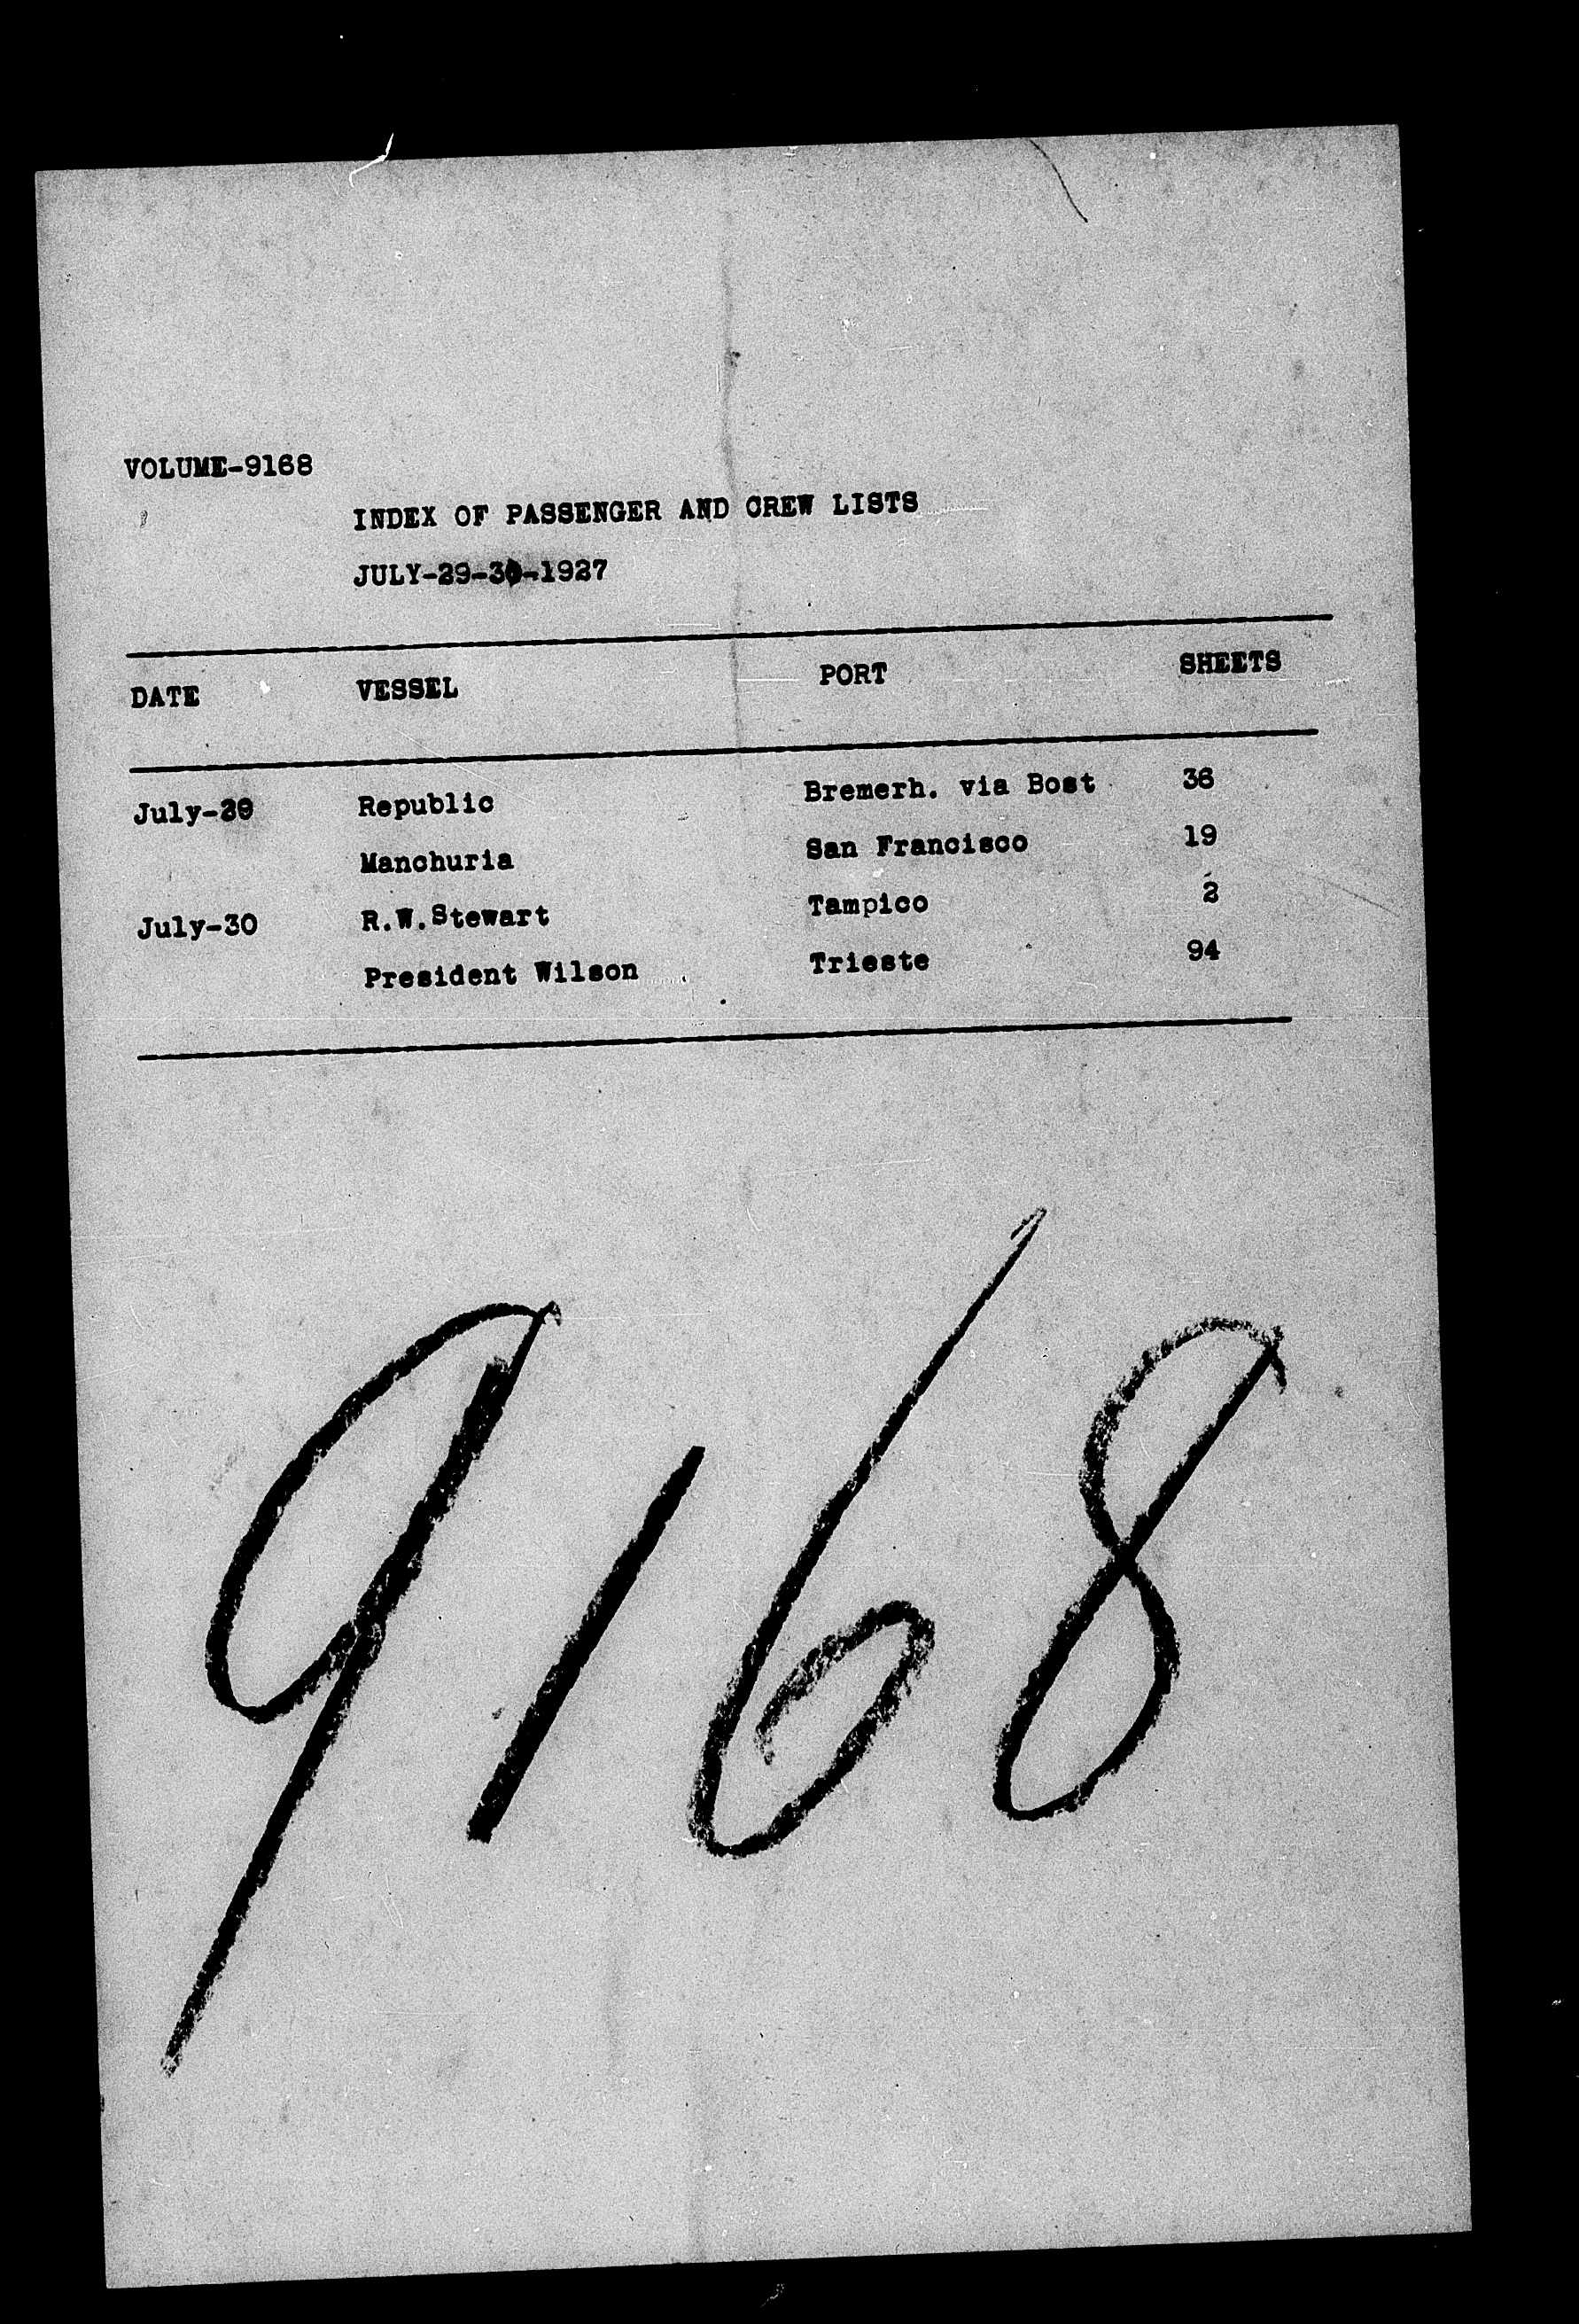 VOLUME-9168
INDEX OF PASSENGER AND CREW LISTS
JULY-29-30-1927
DATE VESSEL PORT SHEETS
July-29 Republic Bremerh. via Bost 36
Manchuria San Francisco 19
July-30 R.W.Stewart Tampico 2
President Wilson Trieste 94
9168